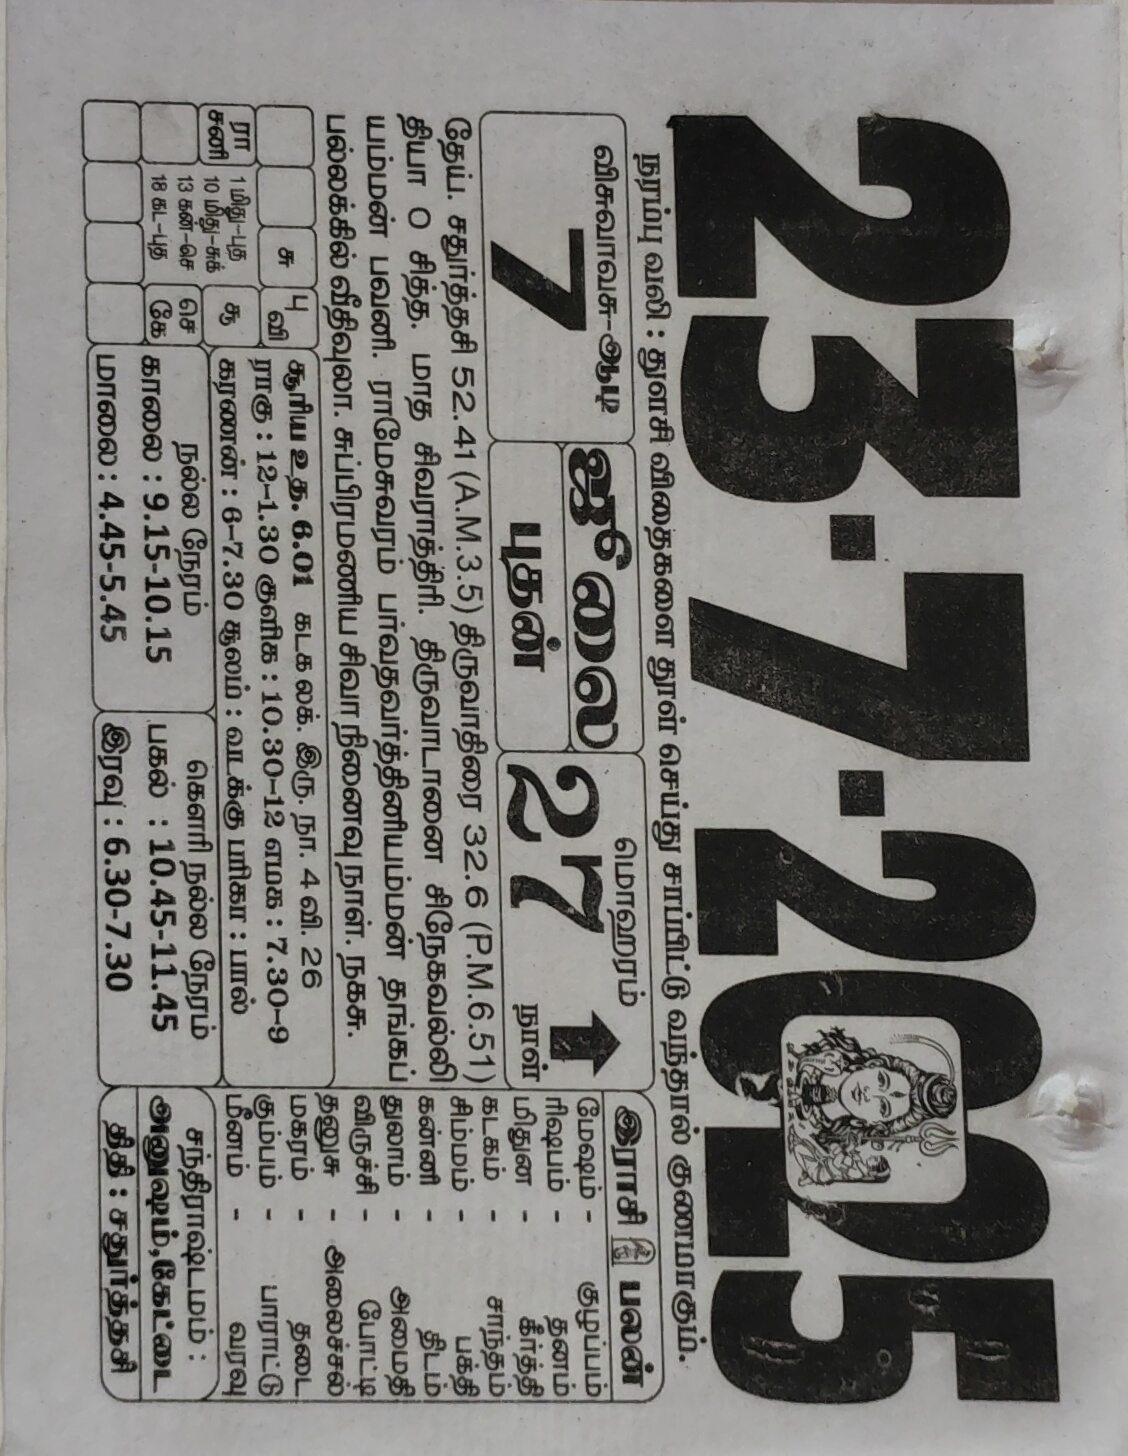 23·7·2025
நரம்பு வலி : துளசி விதைகளை தூள் செய்து சாப்பிட்டு வந்தால் குணமாகும்.
விசுவாவசு-ஆடி
7
ஜூலை
புதன்
மொஹரம்
27
நாள்
தேய். சதுர்த்தசி 52.41 (A.M.3.5) திருவாதிரை 32.6 (P.M.6.51)
தியா 0 சித்த. மாத சிவராத்திரி. திருவாடானை சிநேகவல்லி
யம்மன் பவனி. ராமேசுவரம் பர்வதவர்த்தினியம்மன் தங்கப்
பல்லக்கில் வீதிவுலா. சுப்பிரமணிய சிவா நினைவு நாள். நகசு.
சு
பு வி
ரா சனி
சூ
செ கே
1 மிது-புத
10 மிது-சுக்
13 கன்-செ
18 கட-புத
சூரிய உத. 6.01 கடக லக். இரு. நா. 4 வி. 26
ராகு : 12-1.30 குளிக : 10.30-12 எமக : 7.30-9
கரணன் : 6-7.30 சூலம் : வடக்கு பரிகா : பால்
நல்ல நேரம்
காலை : 9.15-10.15
மாலை : 4.45-5.45
கெளரி நல்ல நேரம்
பகல் : 10.45-11.45
இரவு : 6.30-7.30
இராசி பலன்
மேஷம் - குழப்பம்
ரிஷபம் - தனம்
மிதுன - கீர்த்தி
கடகம் - சாந்தம்
சிம்மம் - பக்தி
கன்னி - திடம்
துலாம் - அமைதி
விருச்சி - போட்டி
தனுசு - அலைச்சல்
மகரம் - தடை
கும்பம் - பாராட்டு
மீனம் - வரவு
சந்திராஷ்டமம் :
அனுஷம்,கேட்டை
திதி : சதுர்த்தசி